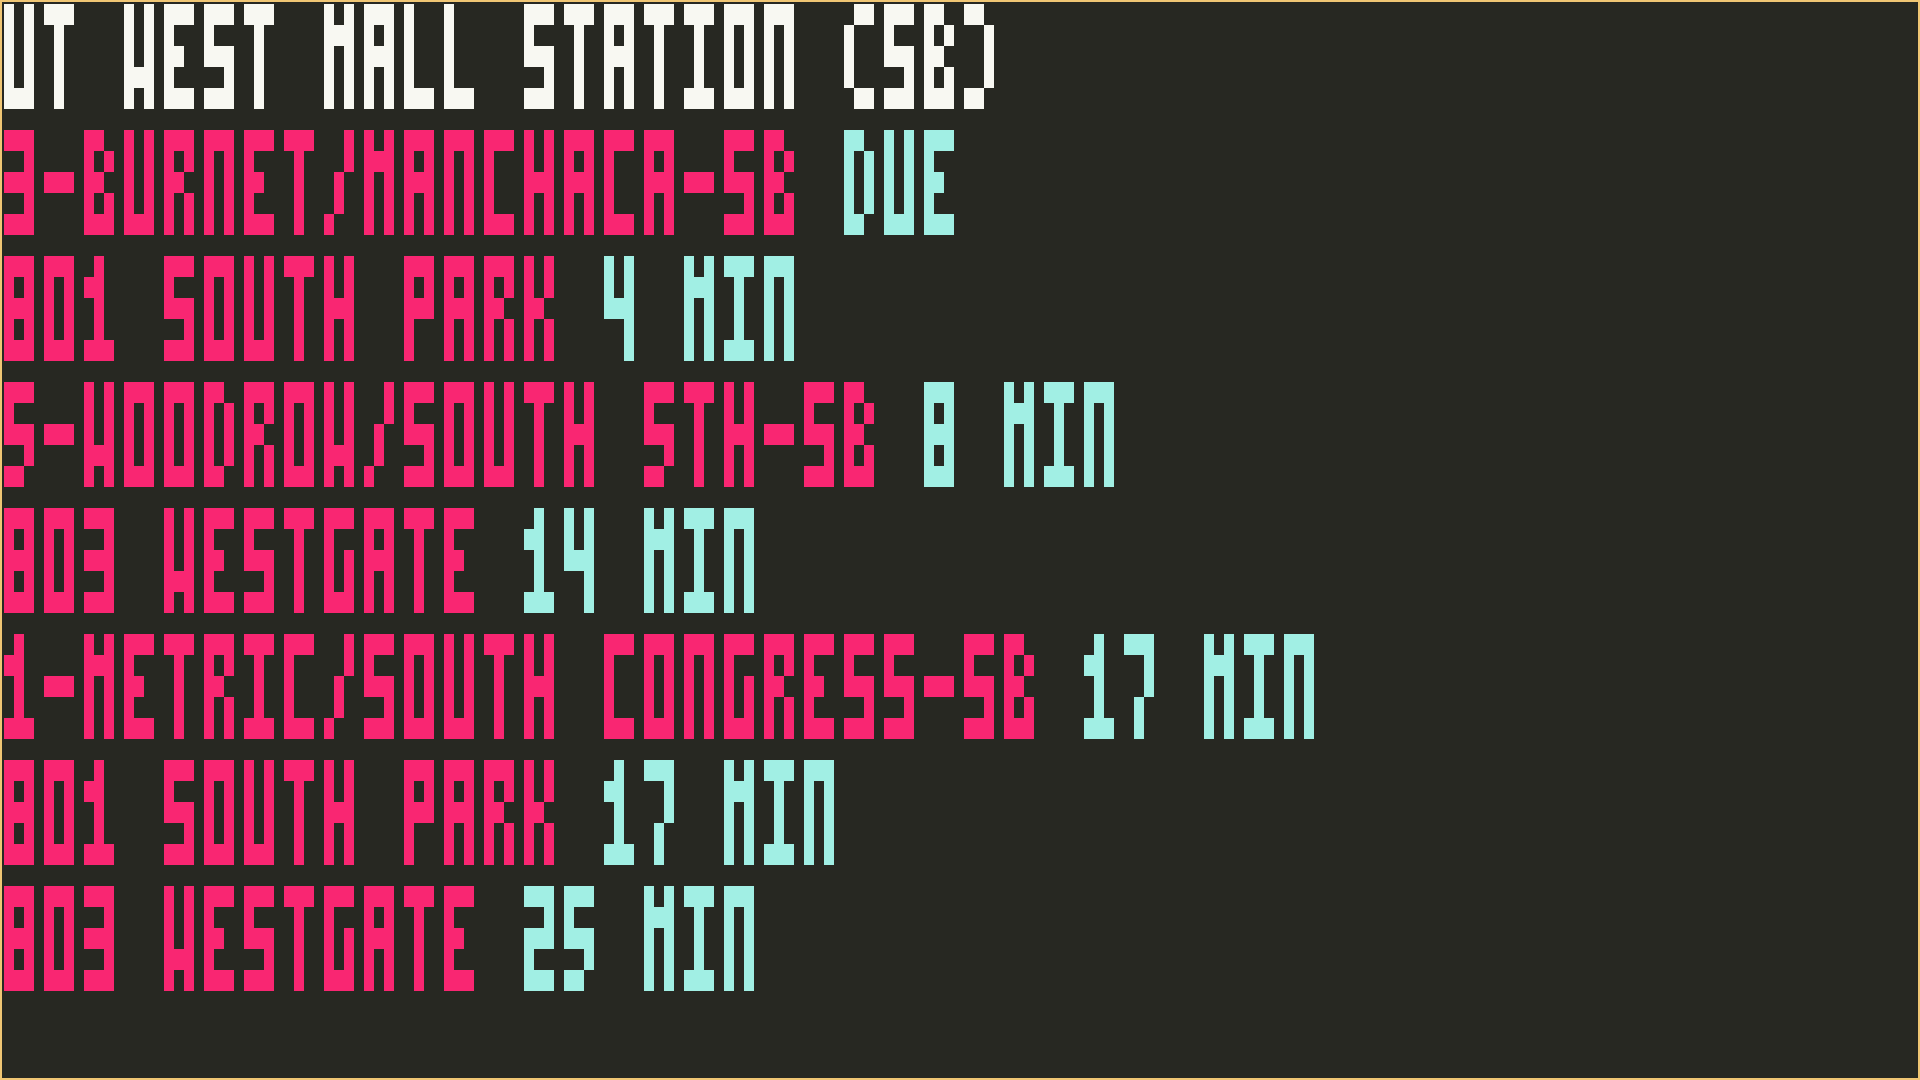 UT WEST MALL STATION (SB)
3-BURNET/MANCHACA-SB DUE
801 SOUTH PARK 4 MIN
5-WOODROW/SOUTH 5TH-SB 8 MIN
803 WESTGATE 14 MIN
1-METRIC/SOUTH CONGRESS-SB 17 MIN
801 SOUTH PARK 17 MIN
803 WESTGATE 25 MIN